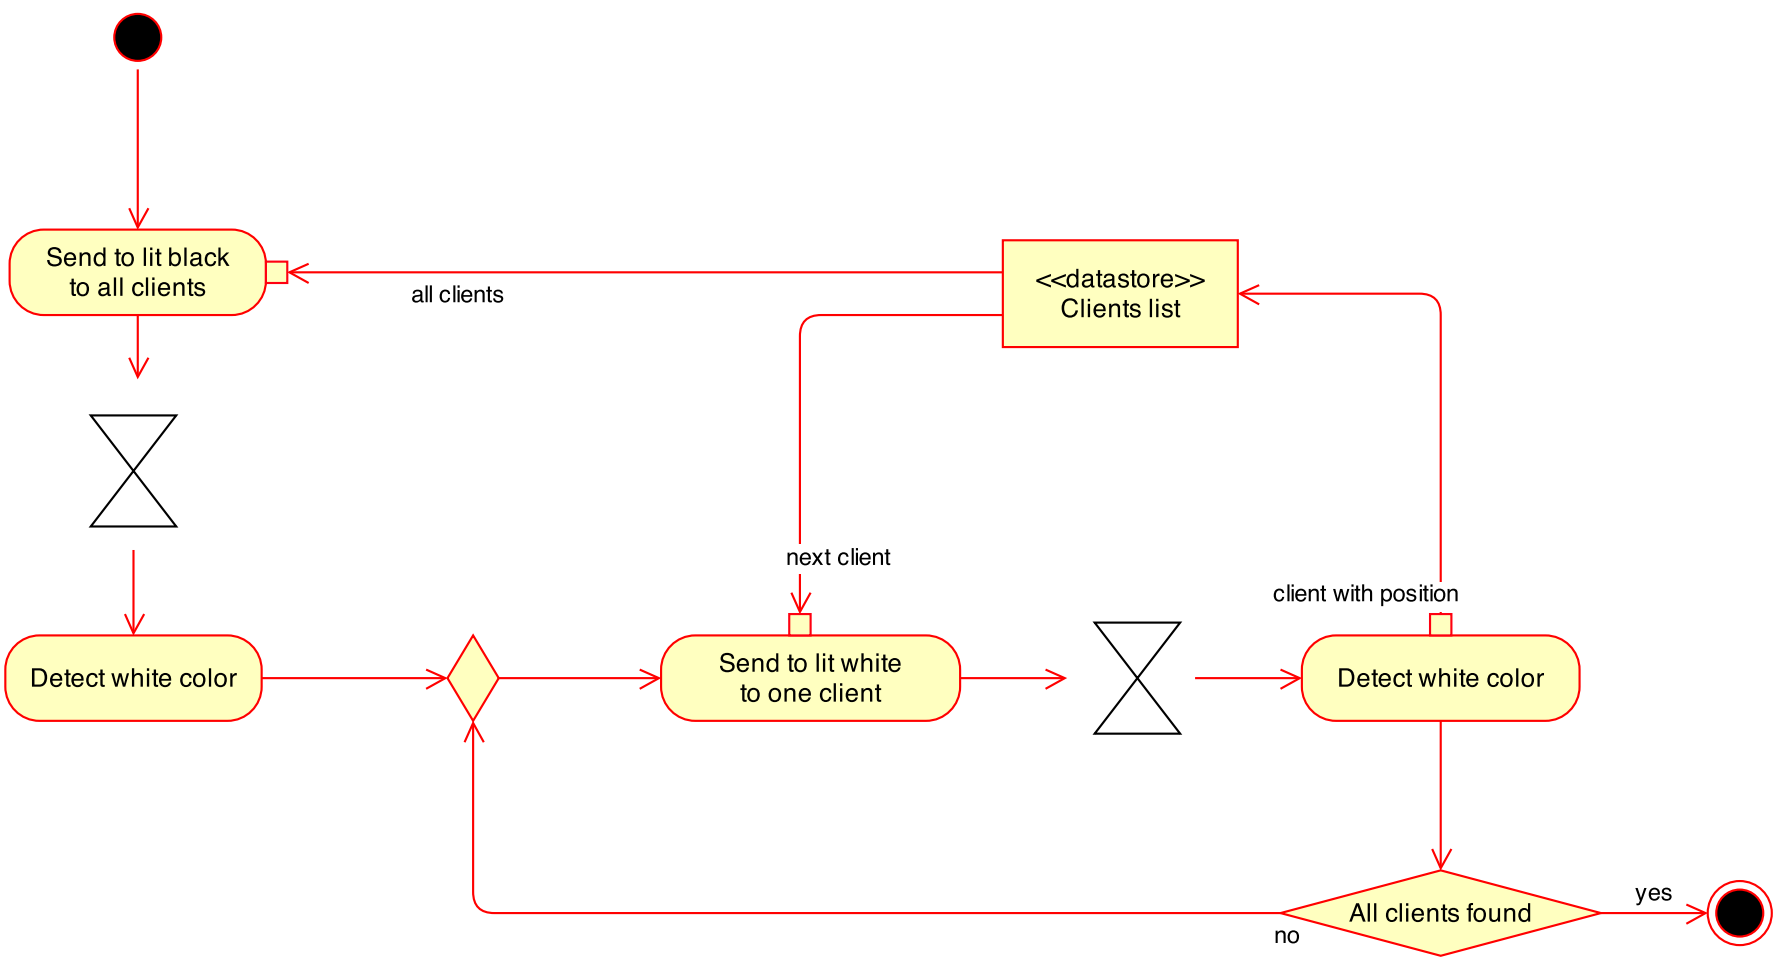 Send to lit black
to all clients
all clients
<<datastore>>
Clients list
next client
client with position
Detect white color
Send to lit white
to one client
Detect white color
All clients found
yes
no